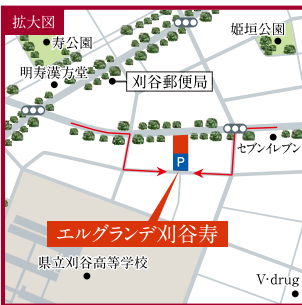 拡大図
寿公園
姫垣公園
明寿漢方堂
刈谷郵便局
セブンイレブン
P
エルグランデ刈谷寿
県立刈谷高等学校
V·drug